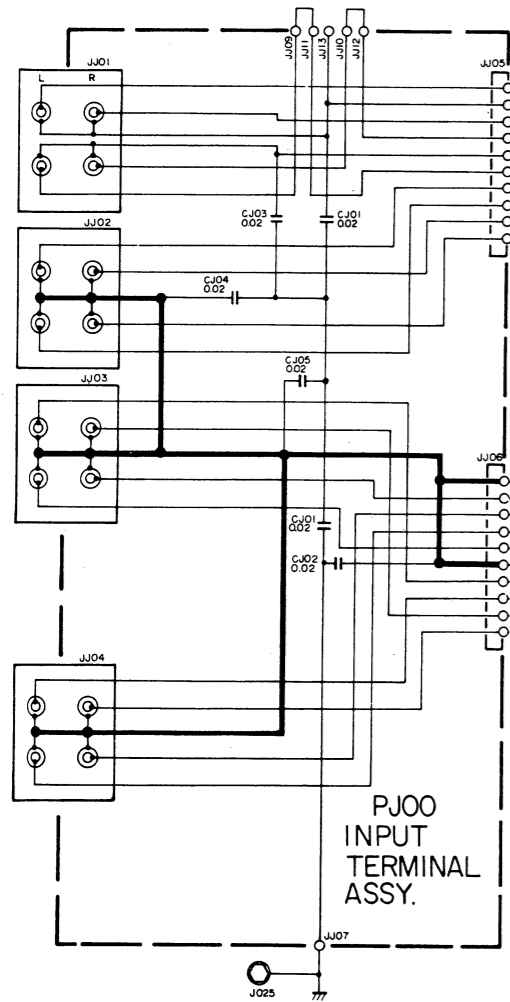 JJ09
JJ11
JJ13
JJ10
JJ12
JJ01
L R
JJ05
CJ03
0.02
CJ01
0.02
JJ02
CJ04
0.02
CJ05
0.02
JJ03
JJ06
CJ01
0.02
CJ02
0.02
JJ04
PJ00
INPUT
TERMINAL
ASSY.
JJ07
J025